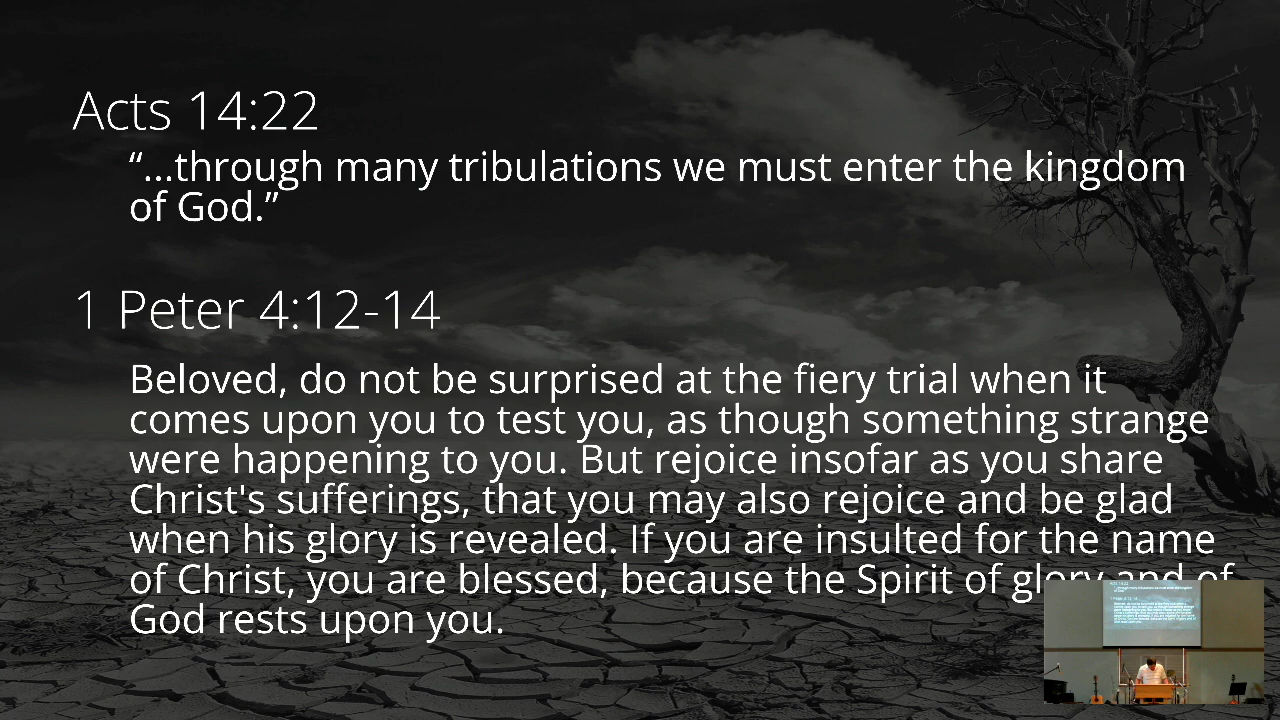 Acts 14:22
“...through many tribulations we must enter the kingdom
of God.”
1 Peter 4:12-14
Beloved, do not be surprised at the fiery trial when it
comes upon you to test you, as though something strange
were happening to you. But rejoice insofar as you share
Christ's sufferings, that you may also rejoice and be glad
when his glory is revealed. If you are insulted for the name
of Christ, you are blessed, because the Spirit of glory and of
God rests upon you.